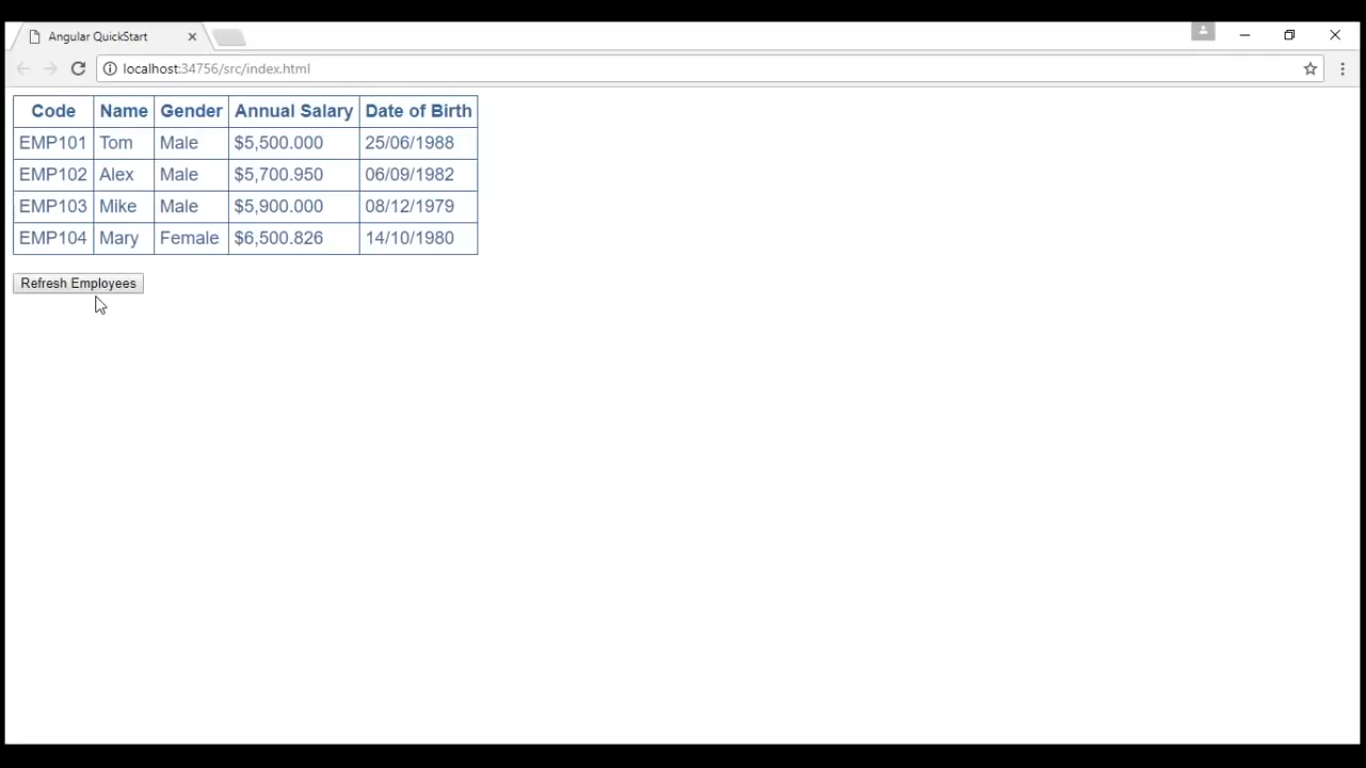 Angular QuickStart
localhost:34756/src/index.html
Code Name Gender Annual Salary Date of Birth
EMP101 Tom Male $5,500.000 25/06/1988
EMP102 Alex Male $5,700.950 06/09/1982
EMP103 Mike Male $5,900.000 08/12/1979
EMP104 Mary Female $6,500.826 14/10/1980
Refresh Employees